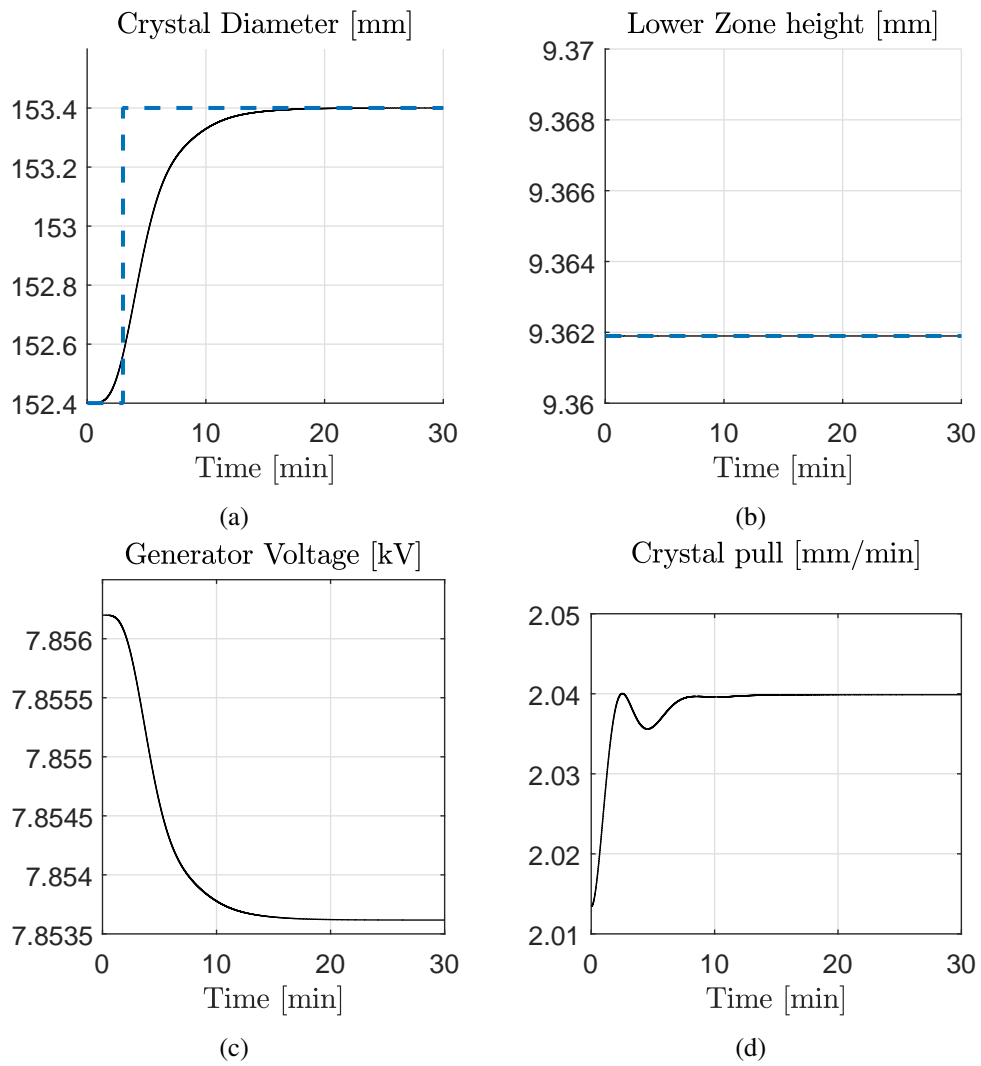 Crystal Diameter [mm]
153.4
153.2
153
152.8
152.6
152.4
0 10 20 30
Time [min]
(a)
Lower Zone height [mm]
9.37
9.368
9.366
9.364
9.362
9.36
0 10 20 30
Time [min]
(b)
Generator Voltage [kV]
7.856
7.8555
7.855
7.8545
7.854
7.8535
0 10 20 30
Time [min]
(c)
Crystal pull [mm/min]
2.05
2.04
2.03
2.02
2.01
0 10 20 30
Time [min]
(d)